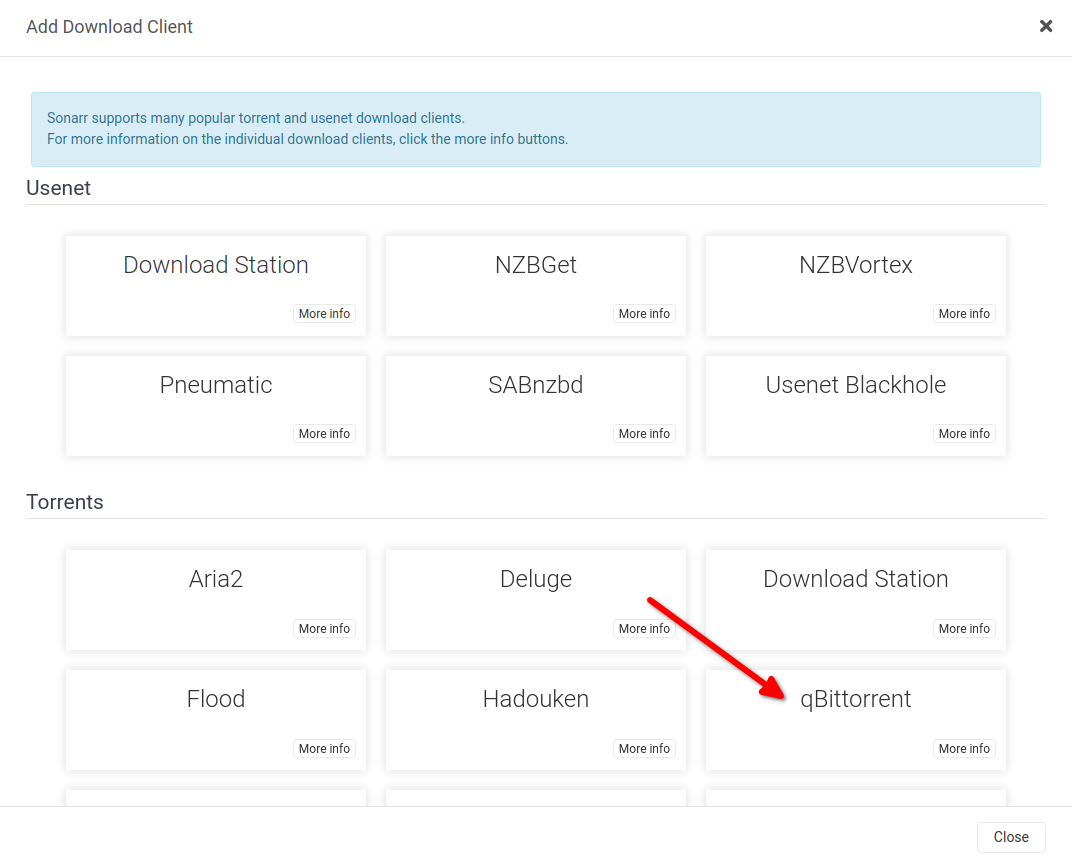 Add Download Client
Sonarr supports many popular torrent and usenet download clients.
For more information on the individual download clients, click the more info buttons.
Usenet
Download Station
NZBGet
NZBVortex
More info
More info
More info
Pneumatic
SABnzbd
Usenet Blackhole
More info
More info
More info
Torrents
Aria2
Deluge
Download Station
More info
More info
More info
Flood
Hadouken
qBittorrent
More info
More info
More info
Close